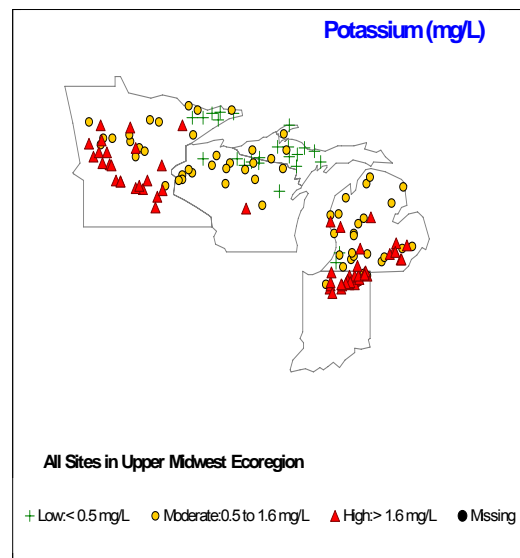 Potassium (mg/L)
All Sites in Upper Midwest Ecoregion
Low:< 0.5 mg/L Moderate:0.5 to 1.6 mg/L High:> 1.6 mg/L Missing